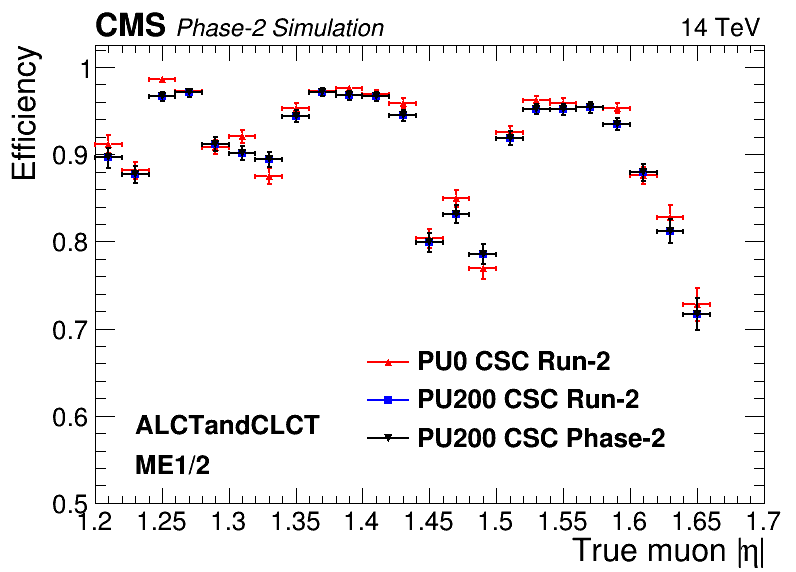 CMS Phase-2 Simulation 14 TeV
Efficiency
1
0.9
0.8
0.7
0.6
0.5
PU0 CSC Run-2
PU200 CSC Run-2
PU200 CSC Phase-2
ALCTandCLCT
ME1/2
1.2 1.25 1.3 1.35 1.4 1.45 1.5 1.55 1.6 1.65 1.7
True muon |η|